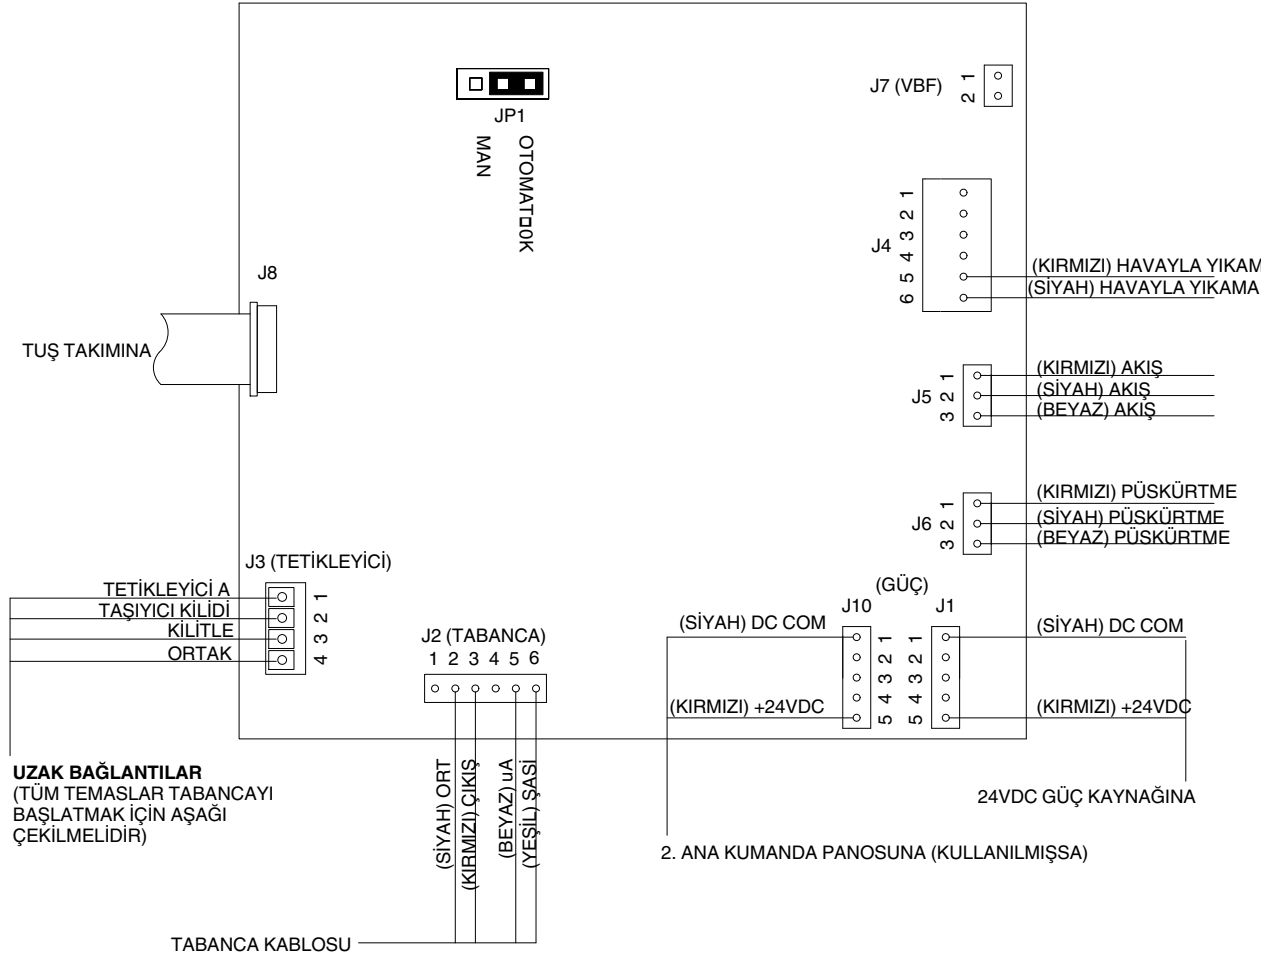 J7 (VBF)
1
2
JP1
MAN
OTOMAT□0K
J4
1
2
3
4
5
6
(KIRMIZI) HAVAYLA YIKAM
(SİYAH) HAVAYLA YIKAMA
J8
TUŞ TAKIMINA
J5
1
2
3
(KIRMIZI) AKIŞ
(SİYAH) AKIŞ
(BEYAZ) AKIŞ
J6
1
2
3
(KIRMIZI) PÜSKÜRTME
(SİYAH) PÜSKÜRTME
(BEYAZ) PÜSKÜRTME
J3 (TETİKLEYİCİ)
TETİKLEYİCİ A
TAŞIYICI KİLİDİ
KİLİTLE
ORTAK
1
2
3
4
J2 (TABANCA)
1 2 3 4 5 6
(GÜÇ)
J10
J1
(SİYAH) DC COM
(KIRMIZI) +24VDC
1
2
3
4
5
1
2
3
4
5
(SİYAH) DC COM
(KIRMIZI) +24VDC
UZAK BAĞLANTILAR
(TÜM TEMASLAR TABANCAYI
BAŞLATMAK İÇİN AŞAĞI
ÇEKİLMELİDİR)
(SİYAH) ORT
(KIRMIZI) ÇIKIŞ
(BEYAZ) uA
(YEŞİL) ŞASİ
24VDC GÜÇ KAYNAĞINA
2. ANA KUMANDA PANOSUNA (KULLANILMIŞSA)
TABANCA KABLOSU